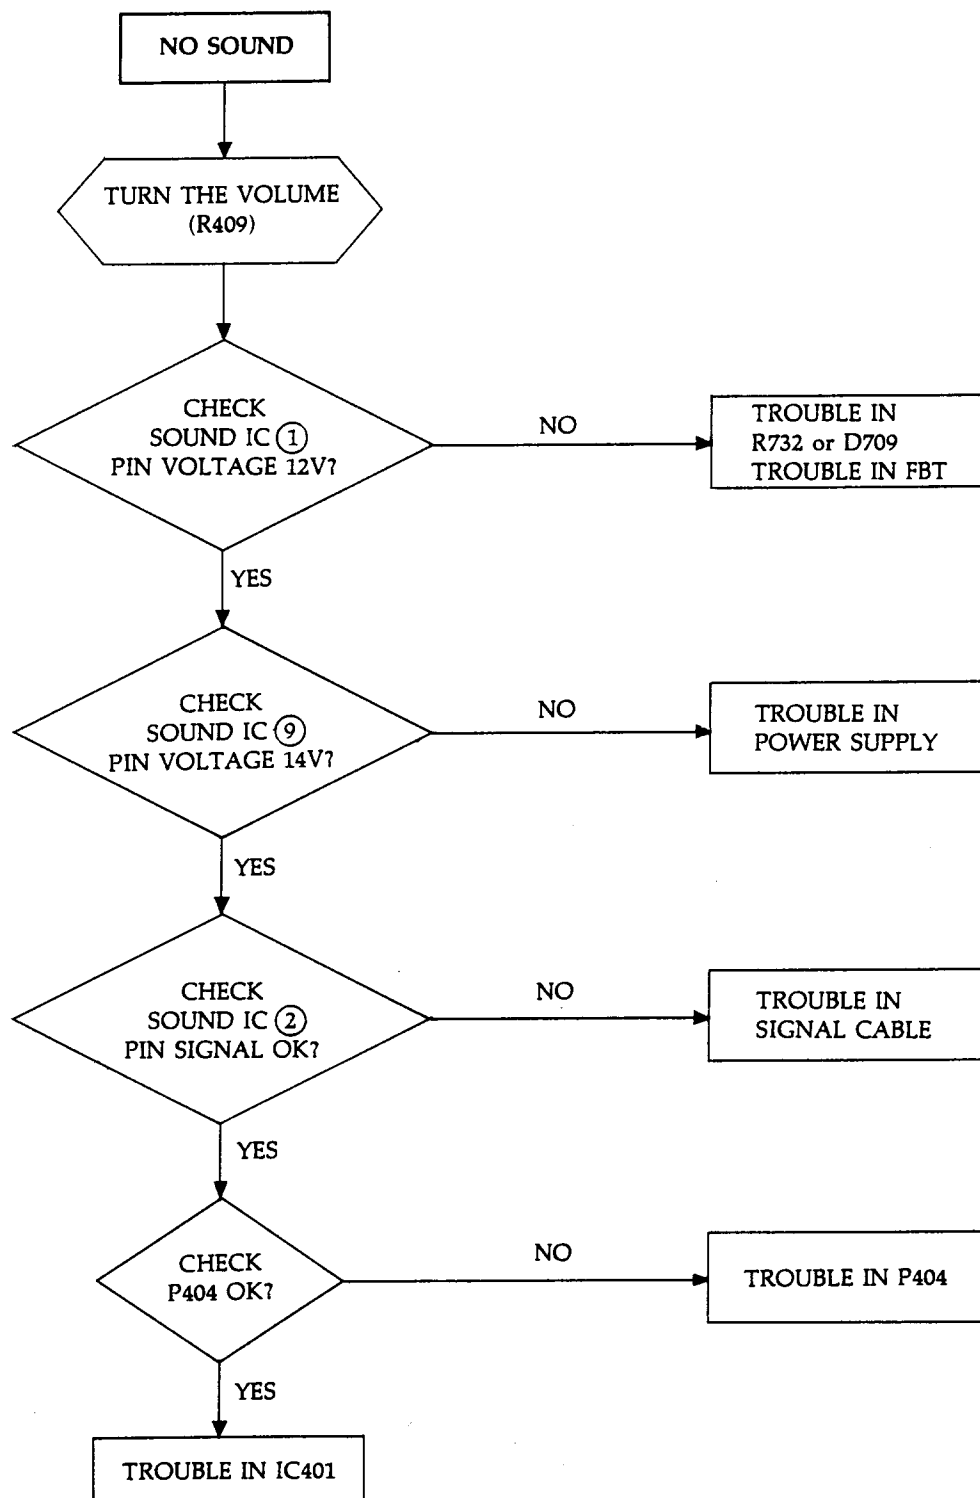 NO SOUND
TURN THE VOLUME
(R409)
CHECK
SOUND IC ①
PIN VOLTAGE 12V?
NO
TROUBLE IN
R732 or D709
TROUBLE IN FBT
YES
CHECK
SOUND IC ⑨
PIN VOLTAGE 14V?
NO
TROUBLE IN
POWER SUPPLY
YES
CHECK
SOUND IC ②
PIN SIGNAL OK?
NO
TROUBLE IN
SIGNAL CABLE
YES
CHECK
P404 OK?
NO
TROUBLE IN P404
YES
TROUBLE IN IC401